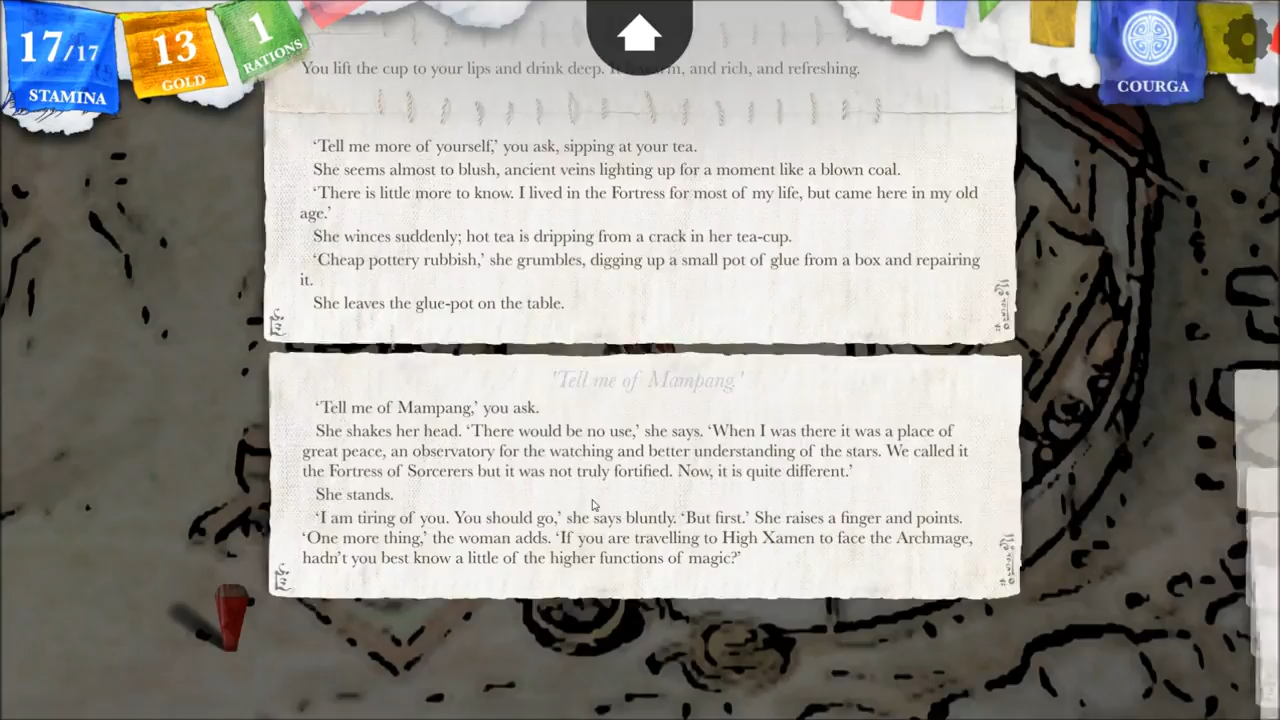 17/17
STAMINA
13
GOLD
1
RATIONS
COURGA
You lift the cup to your lips and drink deep. and rich, and refreshing.
‘Tell me more of yourself,’ you ask, sipping at your tea.
She seems almost to blush, ancient veins lighting up for a moment like a blown coal.
‘There is little more to know. I lived in the Fortress for most of my life, but came here in my old
age.’
She winces suddenly; hot tea is dripping from a crack in her tea-cup.
‘Cheap pottery rubbish,’ she grumbles, digging up a small pot of glue from a box and repairing
it.
She leaves the glue-pot on the table.
'Tell me of Mampang.'
‘Tell me of Mampang,’ you ask.
She shakes her head. ‘There would be no use,’ she says. ‘When I was there it was a place of
great peace, an observatory for the watching and better understanding of the stars. We called it
the Fortress of Sorcerers but it was not truly fortified. Now, it is quite different.’
She stands.
‘I am tiring of you. You should go,’ she says bluntly. ‘But first.’ She raises a finger and points.
‘One more thing,’ the woman adds. ‘If you are travelling to High Xamen to face the Archmage,
hadn’t you best know a little of the higher functions of magic?’